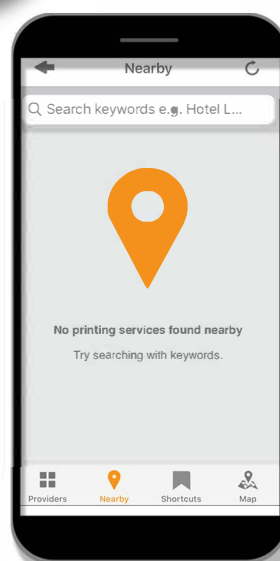 Nearby
Search keywords e.g. Hotel L...
No printing services found nearby
Try searching with keywords.
Providers Nearby Shortcuts Map